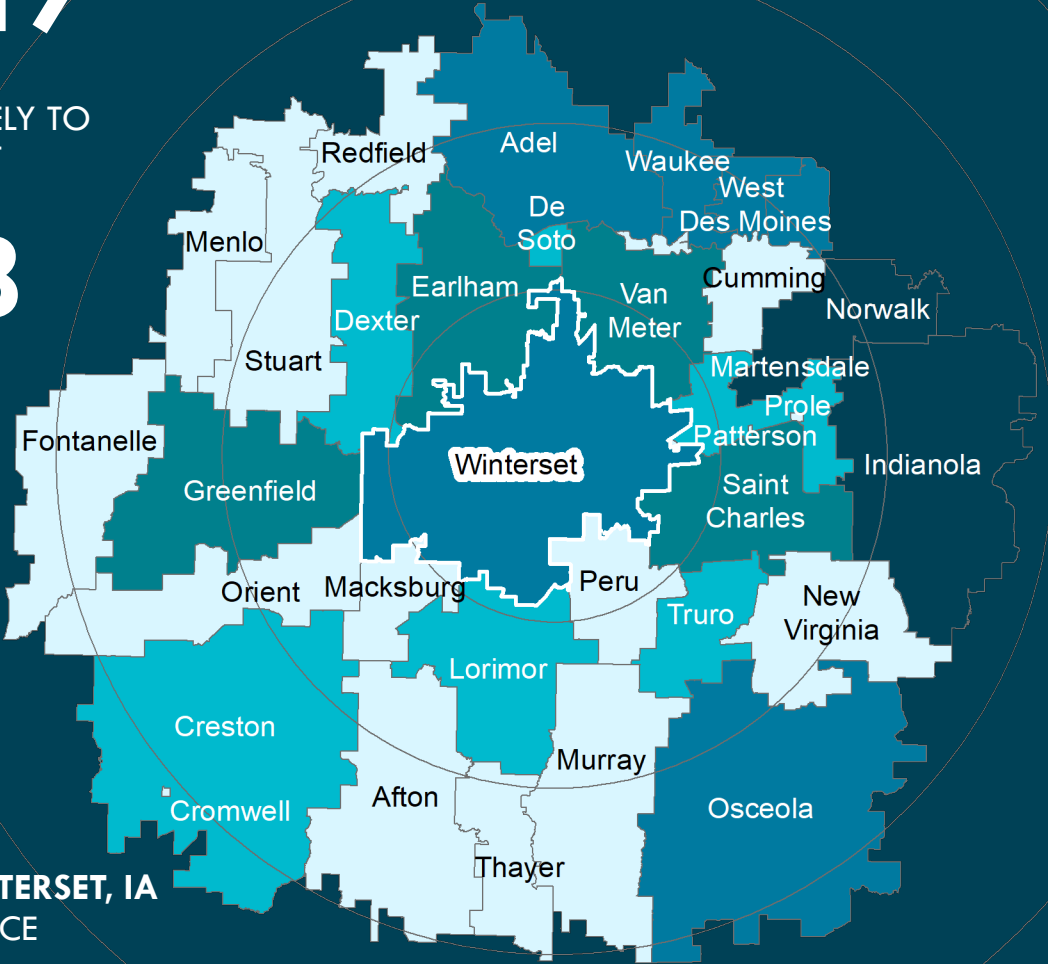 ELY TO
Redfield
Adel
Waukee
West
Des Moines
De
Soto
Menlo
Earlham
Van
Meter
Cumming
Norwalk
Dexter
Stuart
Martensdale
Prole
Patterson
Fontanelle
Winterset
Indianola
Greenfield
Saint
Charles
Orient
Macksburg
Peru
Truro
New
Virginia
Lorimor
Creston
Murray
Afton
Cromwell
Osceola
Thayer
TERSET, IA
CE